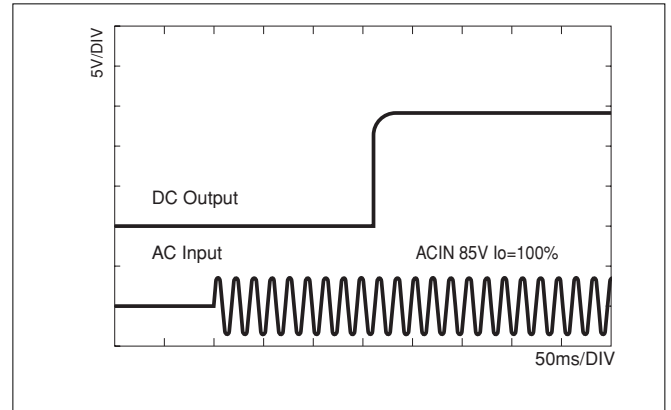 5V/DIV
DC Output
AC Input
ACIN 85V Io=100%
50ms/DIV